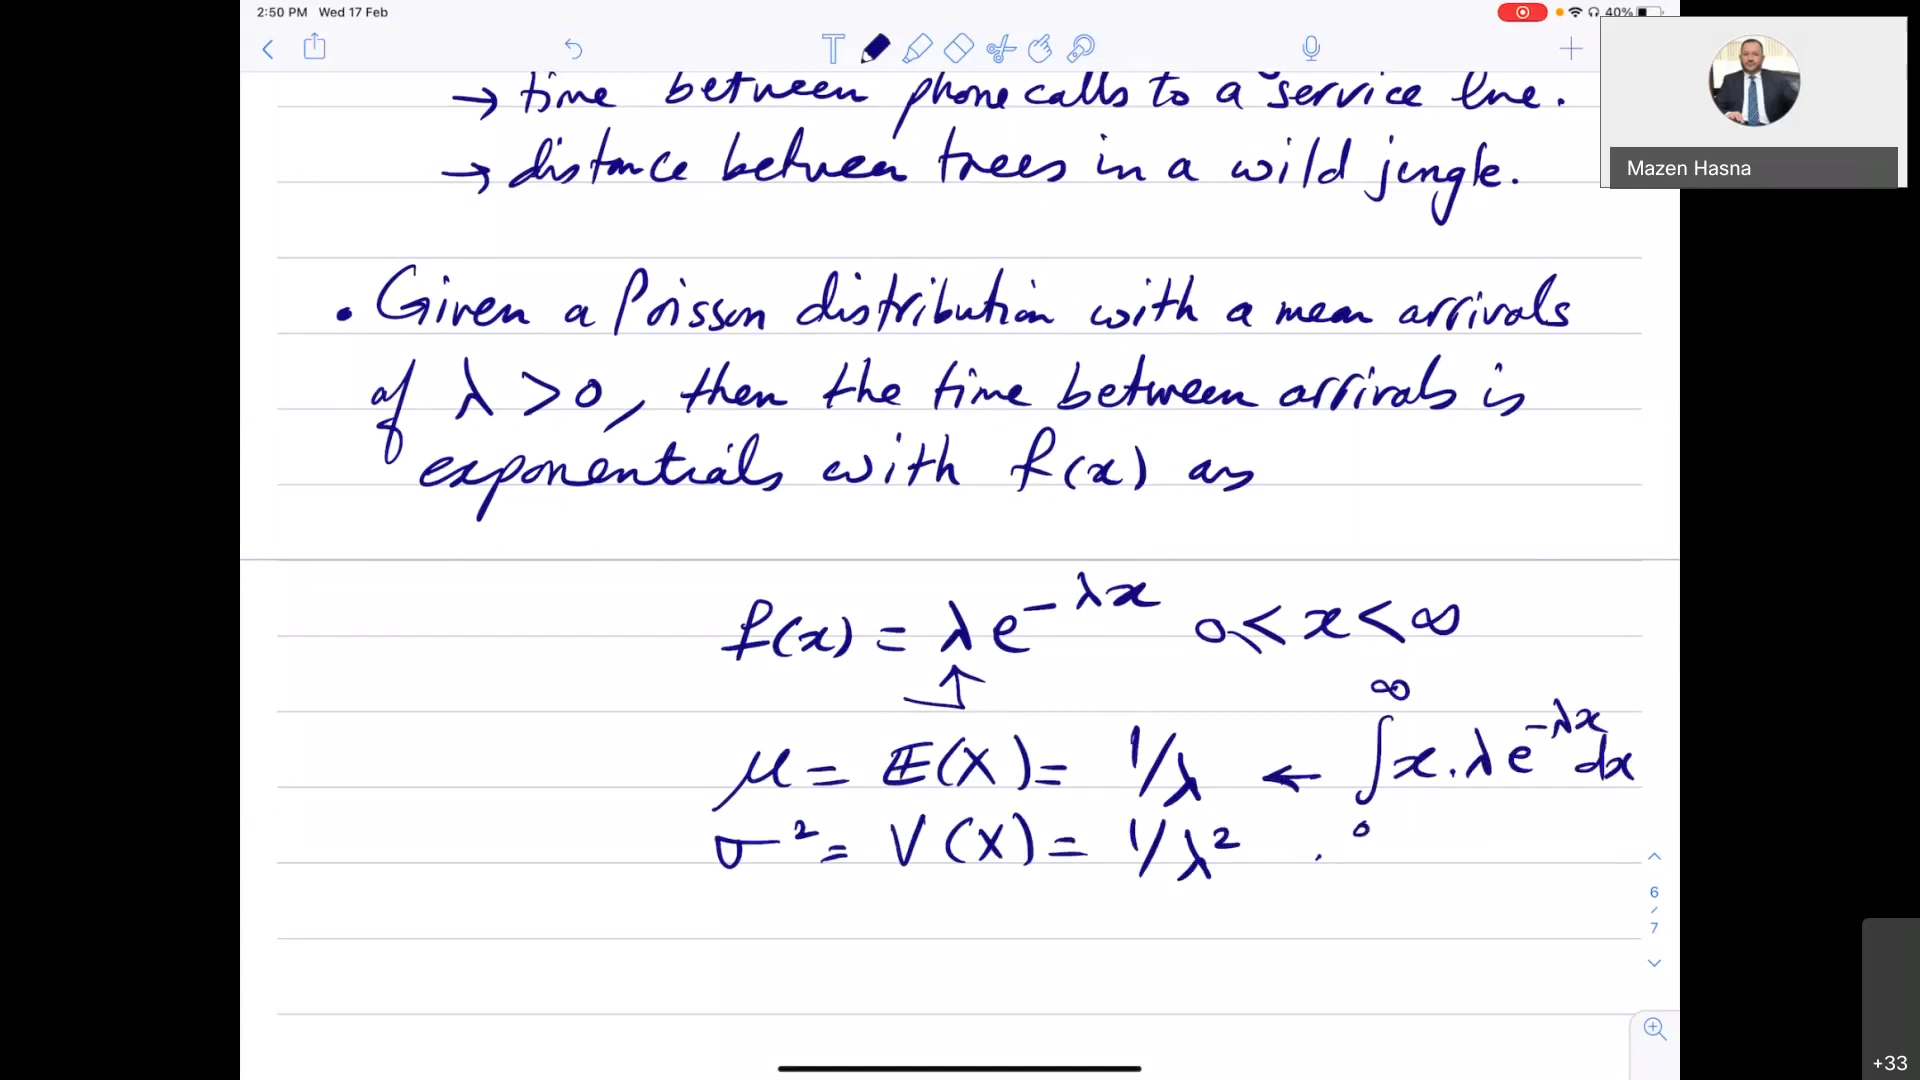 2:50 PM Wed 17 Feb
40%
→ time between phone calls to a service line.
→ distance between trees in a wild jungle.
Mazen Hasna
• Given a Poisson distribution with a mean arrivals
of λ > 0, then the time between arrivals is
exponentials with f(x) as
f(x) = λ e^{-λx} 0 < x < ∞
μ = E(X) = 1/λ ← ∫_0^∞ x . λ e^{-λx} dx
σ² = V(X) = 1/λ² .
6 / 7
+33